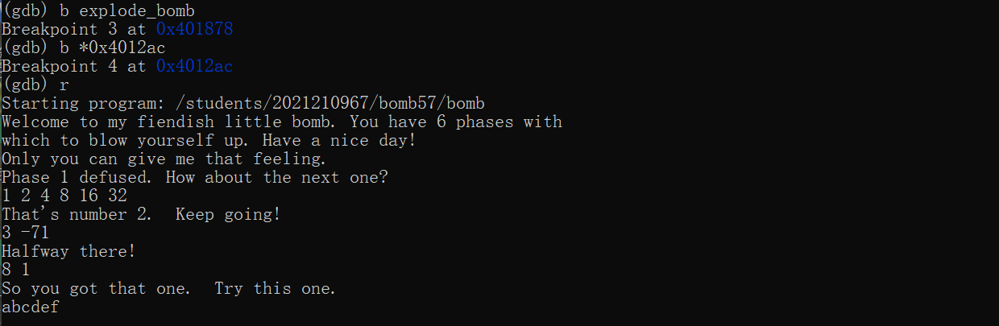 (gdb) b explode_bomb
Breakpoint 3 at 0x401878
(gdb) b *0x4012ac
Breakpoint 4 at 0x4012ac
(gdb) r
Starting program: /students/2021210967/bomb57/bomb
Welcome to my fiendish little bomb. You have 6 phases with
which to blow yourself up. Have a nice day!
Only you can give me that feeling.
Phase 1 defused. How about the next one?
1 2 4 8 16 32
That's number 2.  Keep going!
3 -71
Halfway there!
8 1
So you got that one.  Try this one.
abcdef